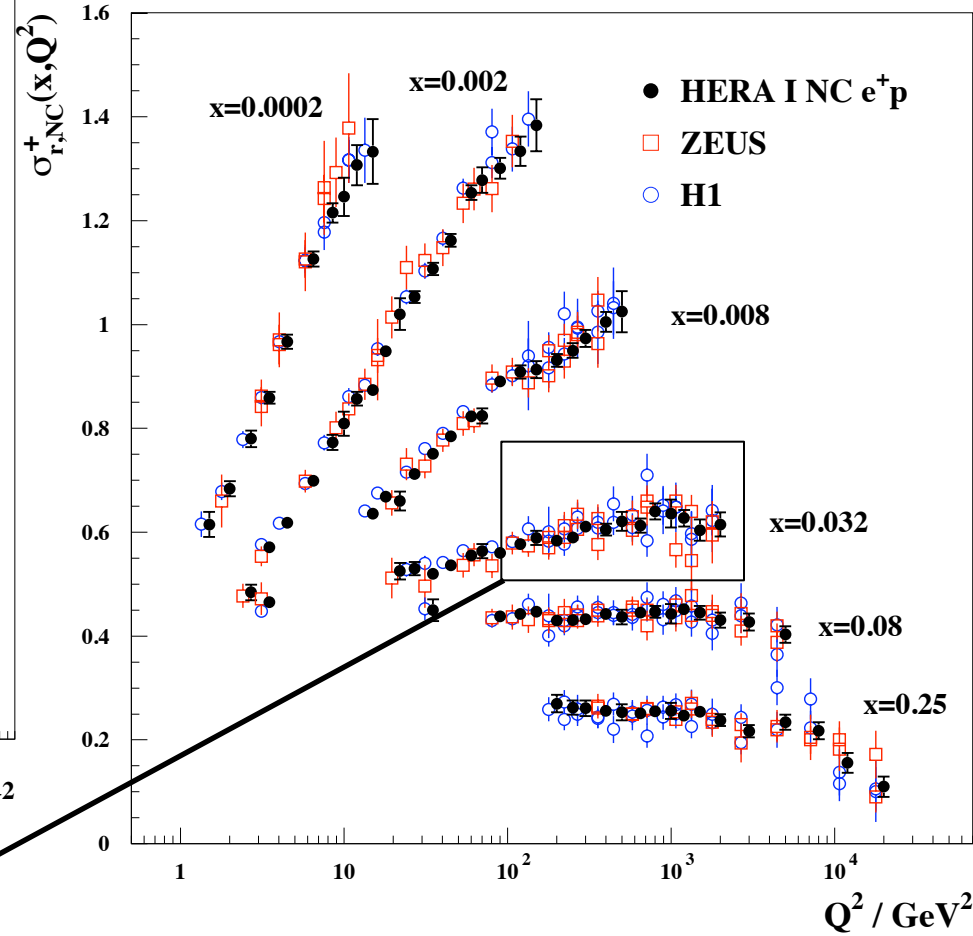 σ⁺r,NC(x,Q²)
1.6
1.4
1.2
1
0.8
0.6
0.4
0.2
0
x=0.0002
x=0.002
x=0.008
x=0.032
x=0.08
x=0.25
HERA I NC e⁺p
ZEUS
H1
1
10
10²
10³
10⁴
Q² / GeV²